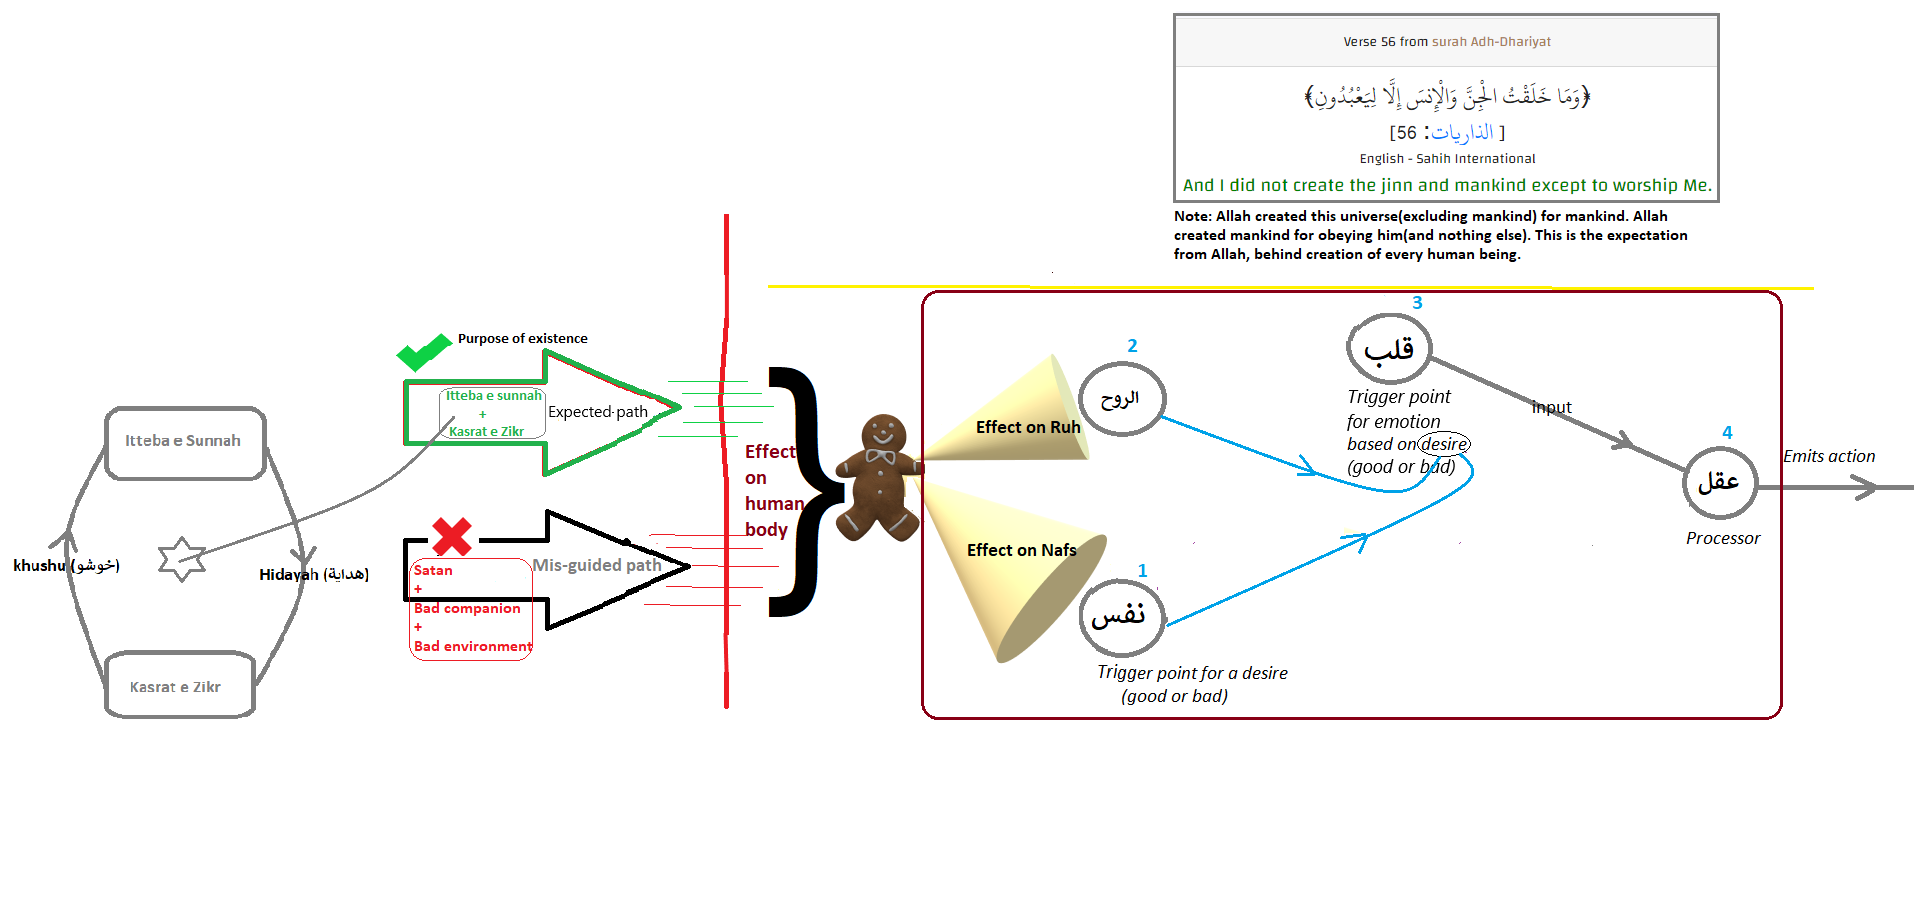 Verse 56 from surah Adh-Dhariyat
﴿وَمَا خَلَقْتُ الْجِنَّ وَالْإِنسَ إِلَّا لِيَعْبُدُونِ﴾
[ الذاريات: 56]
English - Sahih International
And I did not create the jinn and mankind except to worship Me.
Note: Allah created this universe(excluding mankind) for mankind. Allah
created mankind for obeying him(and nothing else). This is the expectation
from Allah, behind creation of every human being.
Itteba e Sunnah
khushu (خوشو)
Hidayah (هداية)
Kasrat e Zikr
Purpose of existence
Itteba e sunnah
+
Kasrat e Zikr
Expected path
Satan
+
Bad companion
+
Bad environment
Mis-guided path
Effect
on
human
body
Effect on Ruh
Effect on Nafs
2
الروح
1
نفس
Trigger point for a desire
(good or bad)
3
قلب
Trigger point
for emotion
based on desire
(good or bad)
input
4
عقل
Processor
Emits action